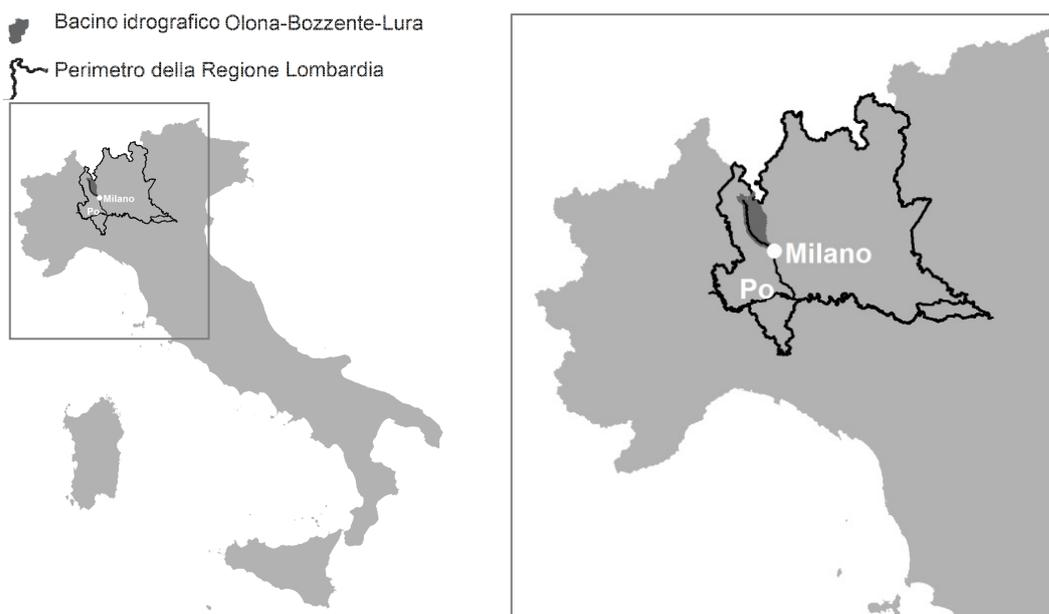 Bacino idrografico Olona-Bozzente-Lura
Perimetro della Regione Lombardia
Milano
Po
Milano
Po